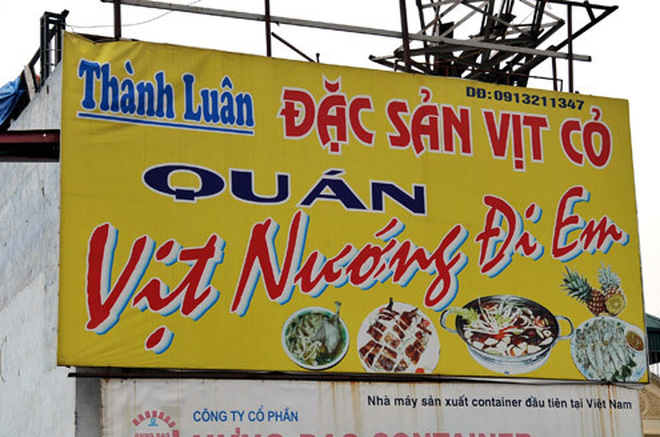 DĐ: 0913211347
Thành Luân
ĐẶC SẢN VỊT CỎ
QUÁN
Vịt Nướng Đi Em
Nhà máy sản xuất container đầu tiên tại Việt Nam
CÔNG TY CỔ PHẦN